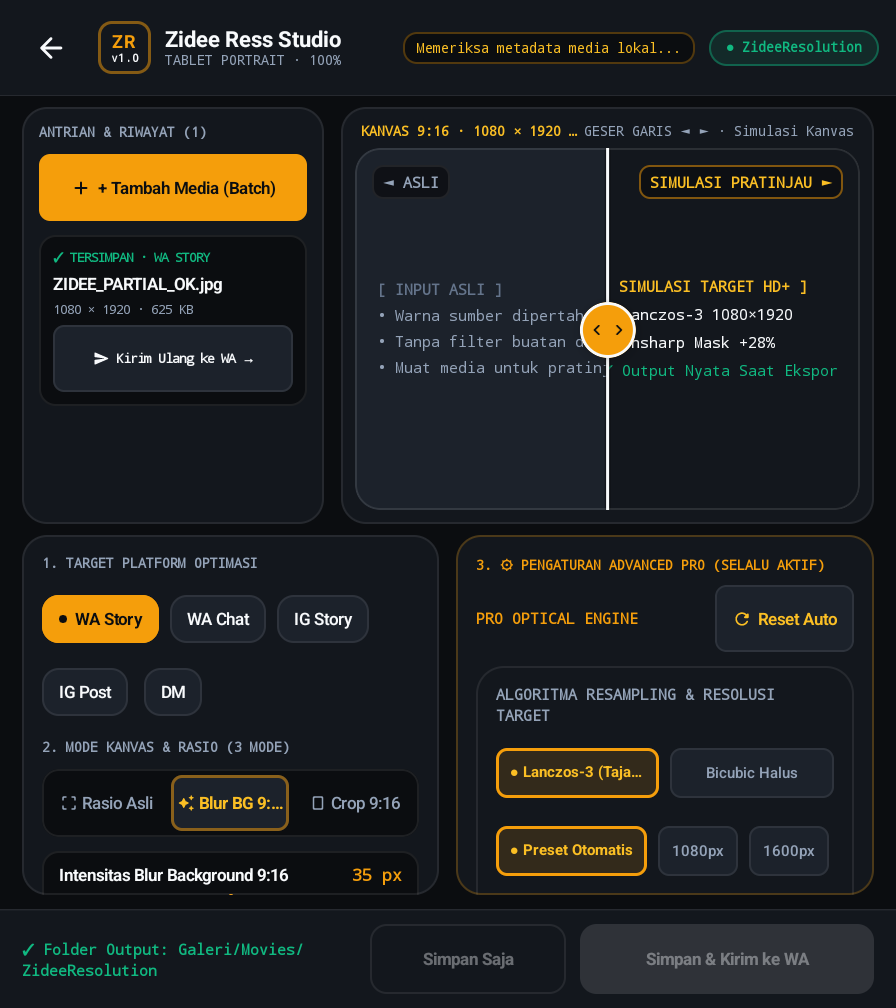 ZR
v1.0
Zidee Ress Studio
TABLET PORTRAIT · 100%
Memeriksa metadata media lokal...
● ZideeResolution
ANTRIAN & RIWAYAT (1)
+ + Tambah Media (Batch)
✓ TERSIMPAN · WA STORY
ZIDEE_PARTIAL_OK.jpg
1080 × 1920 · 625 KB
Kirim Ulang ke WA →
KANVAS 9:16 · 1080 × 1920 … GESER GARIS ◄ ► · Simulasi Kanvas
◄ ASLI
SIMULASI PRATINJAU ►
[ INPUT ASLI ]
• Warna sumber dipertah
• Tanpa filter buatan d
• Muat media untuk pratinj
SIMULASI TARGET HD+ ]
anczos-3 1080×1920
nsharp Mask +28%
Output Nyata Saat Ekspor
1. TARGET PLATFORM OPTIMASI
● WA Story
WA Chat
IG Story
IG Post
DM
2. MODE KANVAS & RASIO (3 MODE)
Rasio Asli
Blur BG 9:…
Crop 9:16
Intensitas Blur Background 9:16
35 px
3. ⚙ PENGATURAN ADVANCED PRO (SELALU AKTIF)
PRO OPTICAL ENGINE
Reset Auto
ALGORITMA RESAMPLING & RESOLUSI
TARGET
● Lanczos-3 (Taja…
Bicubic Halus
● Preset Otomatis
1080px
1600px
✓ Folder Output: Galeri/Movies/
ZideeResolution
Simpan Saja
Simpan & Kirim ke WA